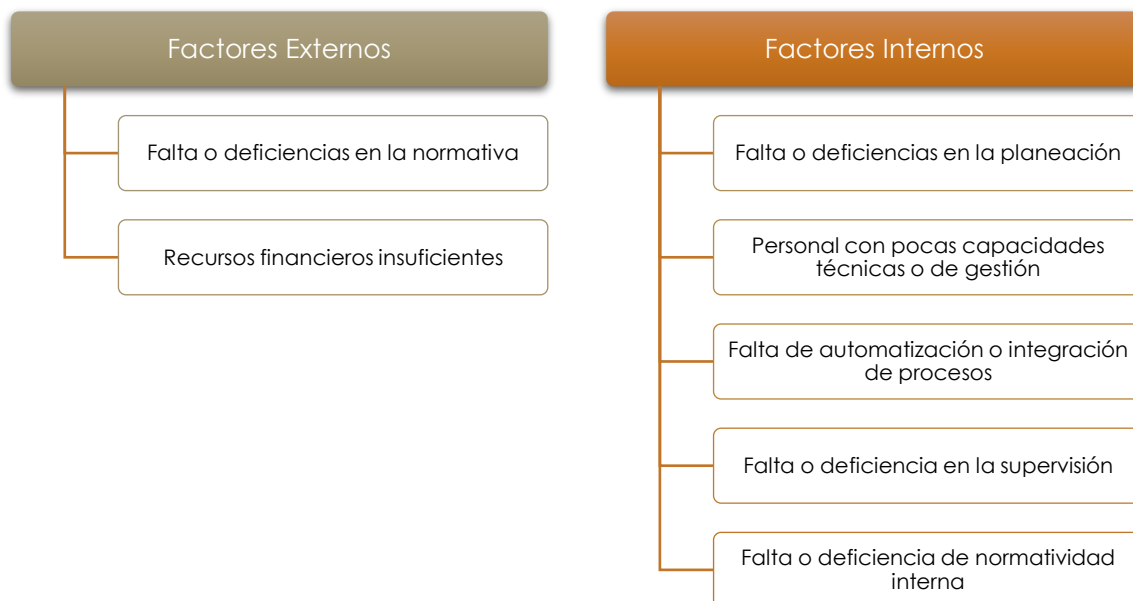 Factores Externos
Falta o deficiencias en la normativa
Recursos financieros insuficientes
Factores Internos
Falta o deficiencias en la planeación
Personal con pocas capacidades
técnicas o de gestión
Falta de automatización o integración
de procesos
Falta o deficiencia en la supervisión
Falta o deficiencia de normatividad
interna